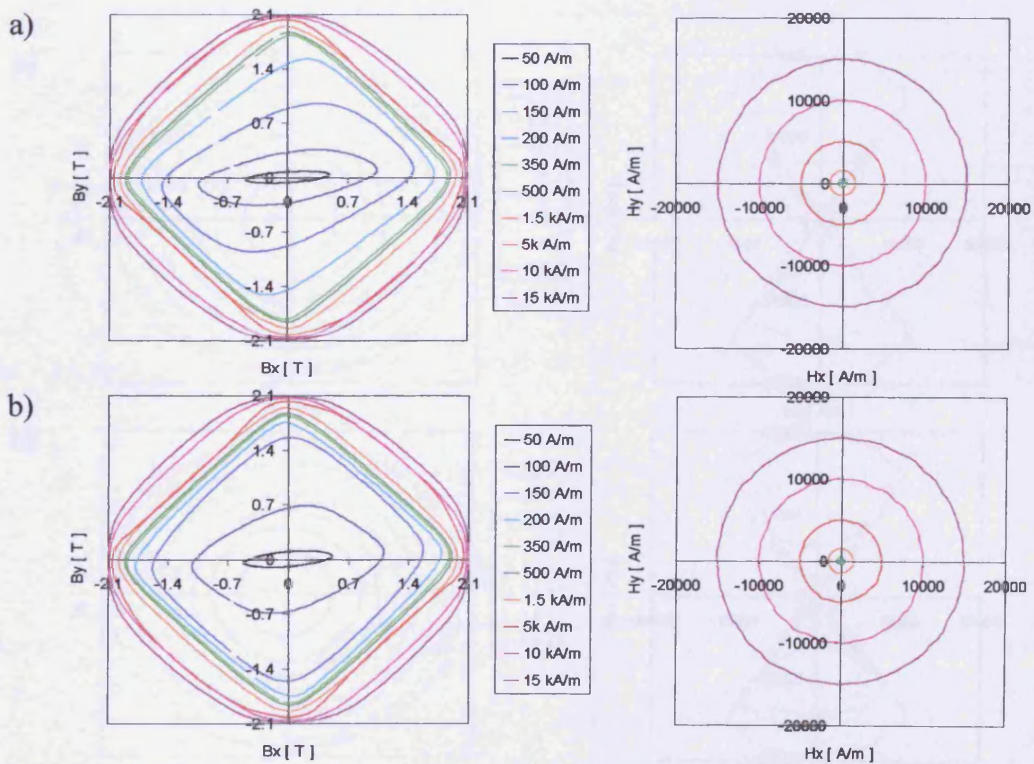 a)
2.1
1.4
0.7
0
-0.7
-1.4
-2.1
-2.1 -1.4 -0.7 0 0.7 1.4 2.1
By [ T ]
Bx [ T ]
50 A/m
100 A/m
150 A/m
200 A/m
350 A/m
500 A/m
1.5 kA/m
5k A/m
10 kA/m
15 kA/m
20000
10000
0
-10000
-20000
-20000 -10000 0 10000 20000
Hy [ A/m ]
Hx [ A/m ]
b)
2.1
1.4
0.7
0
-0.7
-1.4
-2.1
-2.1 -1.4 -0.7 0 0.7 1.4 2.1
By [ T ]
Bx [ T ]
50 A/m
100 A/m
150 A/m
200 A/m
350 A/m
500 A/m
1.5 kA/m
5k A/m
10 kA/m
15 kA/m
20000
10000
0
-10000
-20000
-20000 -10000 0 10000 20000
Hy [ A/m ]
Hx [ A/m ]